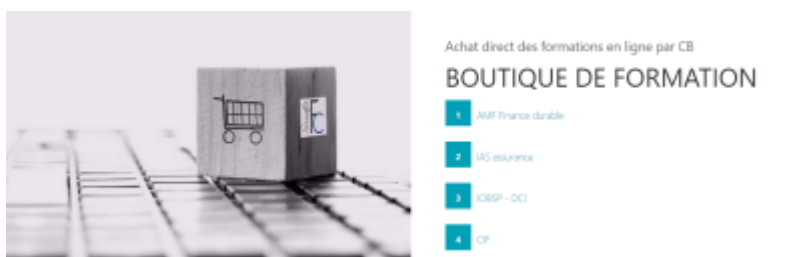 Achat direct des formations en ligne par CB
BOUTIQUE DE FORMATION
1 AMF Finance durable
2 IAS assurance
3 IOBSP - DCI
4 CIF